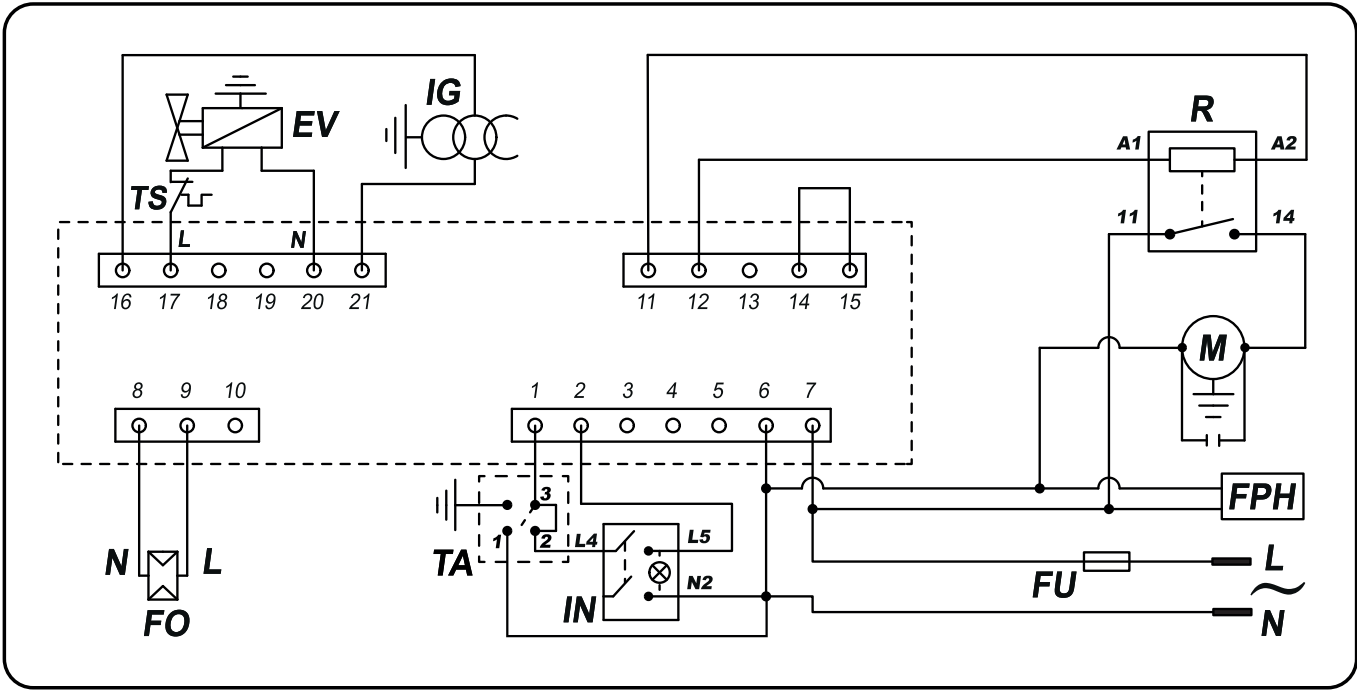 IG
R
EV
A1 A2
TS
11 14
L N
16 17 18 19 20 21
11 12 13 14 15
M
8 9 10
1 2 3 4 5 6 7
3
FPH
1 2 L4 L5
TA
N L
N2
FU L
IN
FO
~
N